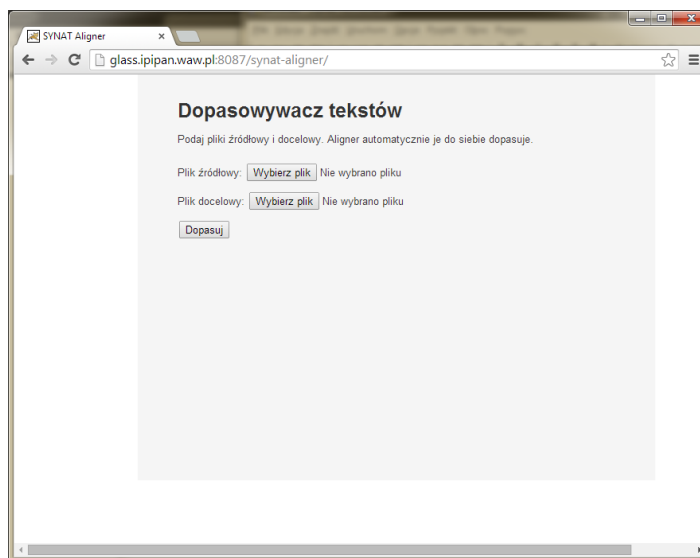 SYNAT Aligner
glass.ipipan.waw.pl:8087/synat-aligner/
Dopasowywacz tekstów
Podaj pliki źródłowy i docelowy. Aligner automatycznie je do siebie dopasuje.
Plik źródłowy: Wybierz plik Nie wybrano pliku
Plik docelowy: Wybierz plik Nie wybrano pliku
Dopasuj